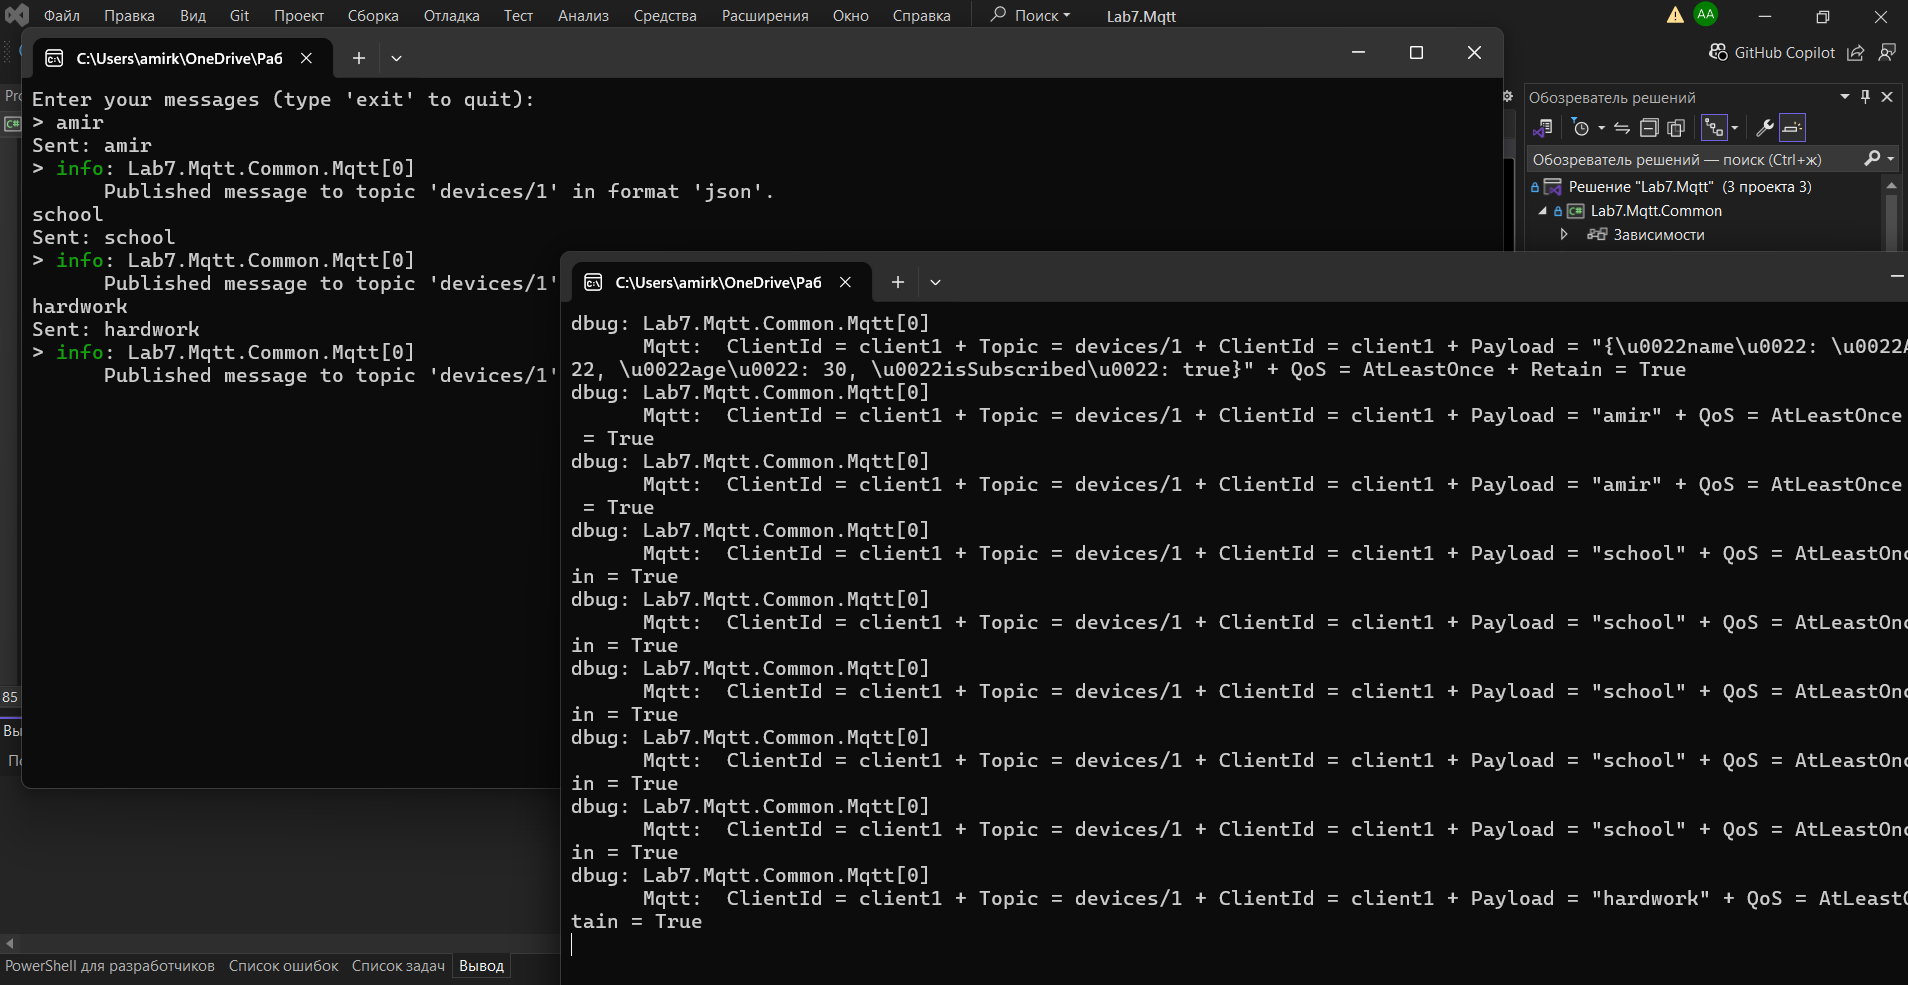 Файл Правка Вид Git Проект Сборка Отладка Тест Анализ Средства Расширения Окно Справка Поиск Lab7.Mqtt AA
GitHub Copilot
C:\Users\amirk\OneDrive\Раб
Enter your messages (type 'exit' to quit):
> amir
Sent: amir
> info: Lab7.Mqtt.Common.Mqtt[0]
Published message to topic 'devices/1' in format 'json'.
school
Sent: school
> info: Lab7.Mqtt.Common.Mqtt[0]
Published message to topic 'devices/1'
hardwork
Sent: hardwork
> info: Lab7.Mqtt.Common.Mqtt[0]
Published message to topic 'devices/1'
Обозреватель решений
Обозреватель решений — поиск (Ctrl+ж)
Решение "Lab7.Mqtt" (3 проекта 3)
C# Lab7.Mqtt.Common
Зависимости
C:\Users\amirk\OneDrive\Раб
dbug: Lab7.Mqtt.Common.Mqtt[0]
Mqtt: ClientId = client1 + Topic = devices/1 + ClientId = client1 + Payload = "{\u0022name\u0022: \u0022A
22, \u0022age\u0022: 30, \u0022isSubscribed\u0022: true}" + QoS = AtLeastOnce + Retain = True
dbug: Lab7.Mqtt.Common.Mqtt[0]
Mqtt: ClientId = client1 + Topic = devices/1 + ClientId = client1 + Payload = "amir" + QoS = AtLeastOnce
= True
dbug: Lab7.Mqtt.Common.Mqtt[0]
Mqtt: ClientId = client1 + Topic = devices/1 + ClientId = client1 + Payload = "amir" + QoS = AtLeastOnce
= True
dbug: Lab7.Mqtt.Common.Mqtt[0]
Mqtt: ClientId = client1 + Topic = devices/1 + ClientId = client1 + Payload = "school" + QoS = AtLeastOnc
in = True
dbug: Lab7.Mqtt.Common.Mqtt[0]
Mqtt: ClientId = client1 + Topic = devices/1 + ClientId = client1 + Payload = "school" + QoS = AtLeastOnc
in = True
dbug: Lab7.Mqtt.Common.Mqtt[0]
Mqtt: ClientId = client1 + Topic = devices/1 + ClientId = client1 + Payload = "school" + QoS = AtLeastOnc
in = True
dbug: Lab7.Mqtt.Common.Mqtt[0]
Mqtt: ClientId = client1 + Topic = devices/1 + ClientId = client1 + Payload = "school" + QoS = AtLeastOnc
in = True
dbug: Lab7.Mqtt.Common.Mqtt[0]
Mqtt: ClientId = client1 + Topic = devices/1 + ClientId = client1 + Payload = "school" + QoS = AtLeastOnc
in = True
dbug: Lab7.Mqtt.Common.Mqtt[0]
Mqtt: ClientId = client1 + Topic = devices/1 + ClientId = client1 + Payload = "hardwork" + QoS = AtLeastO
tain = True
85
PowerShell для разработчиков Список ошибок Список задач Вывод